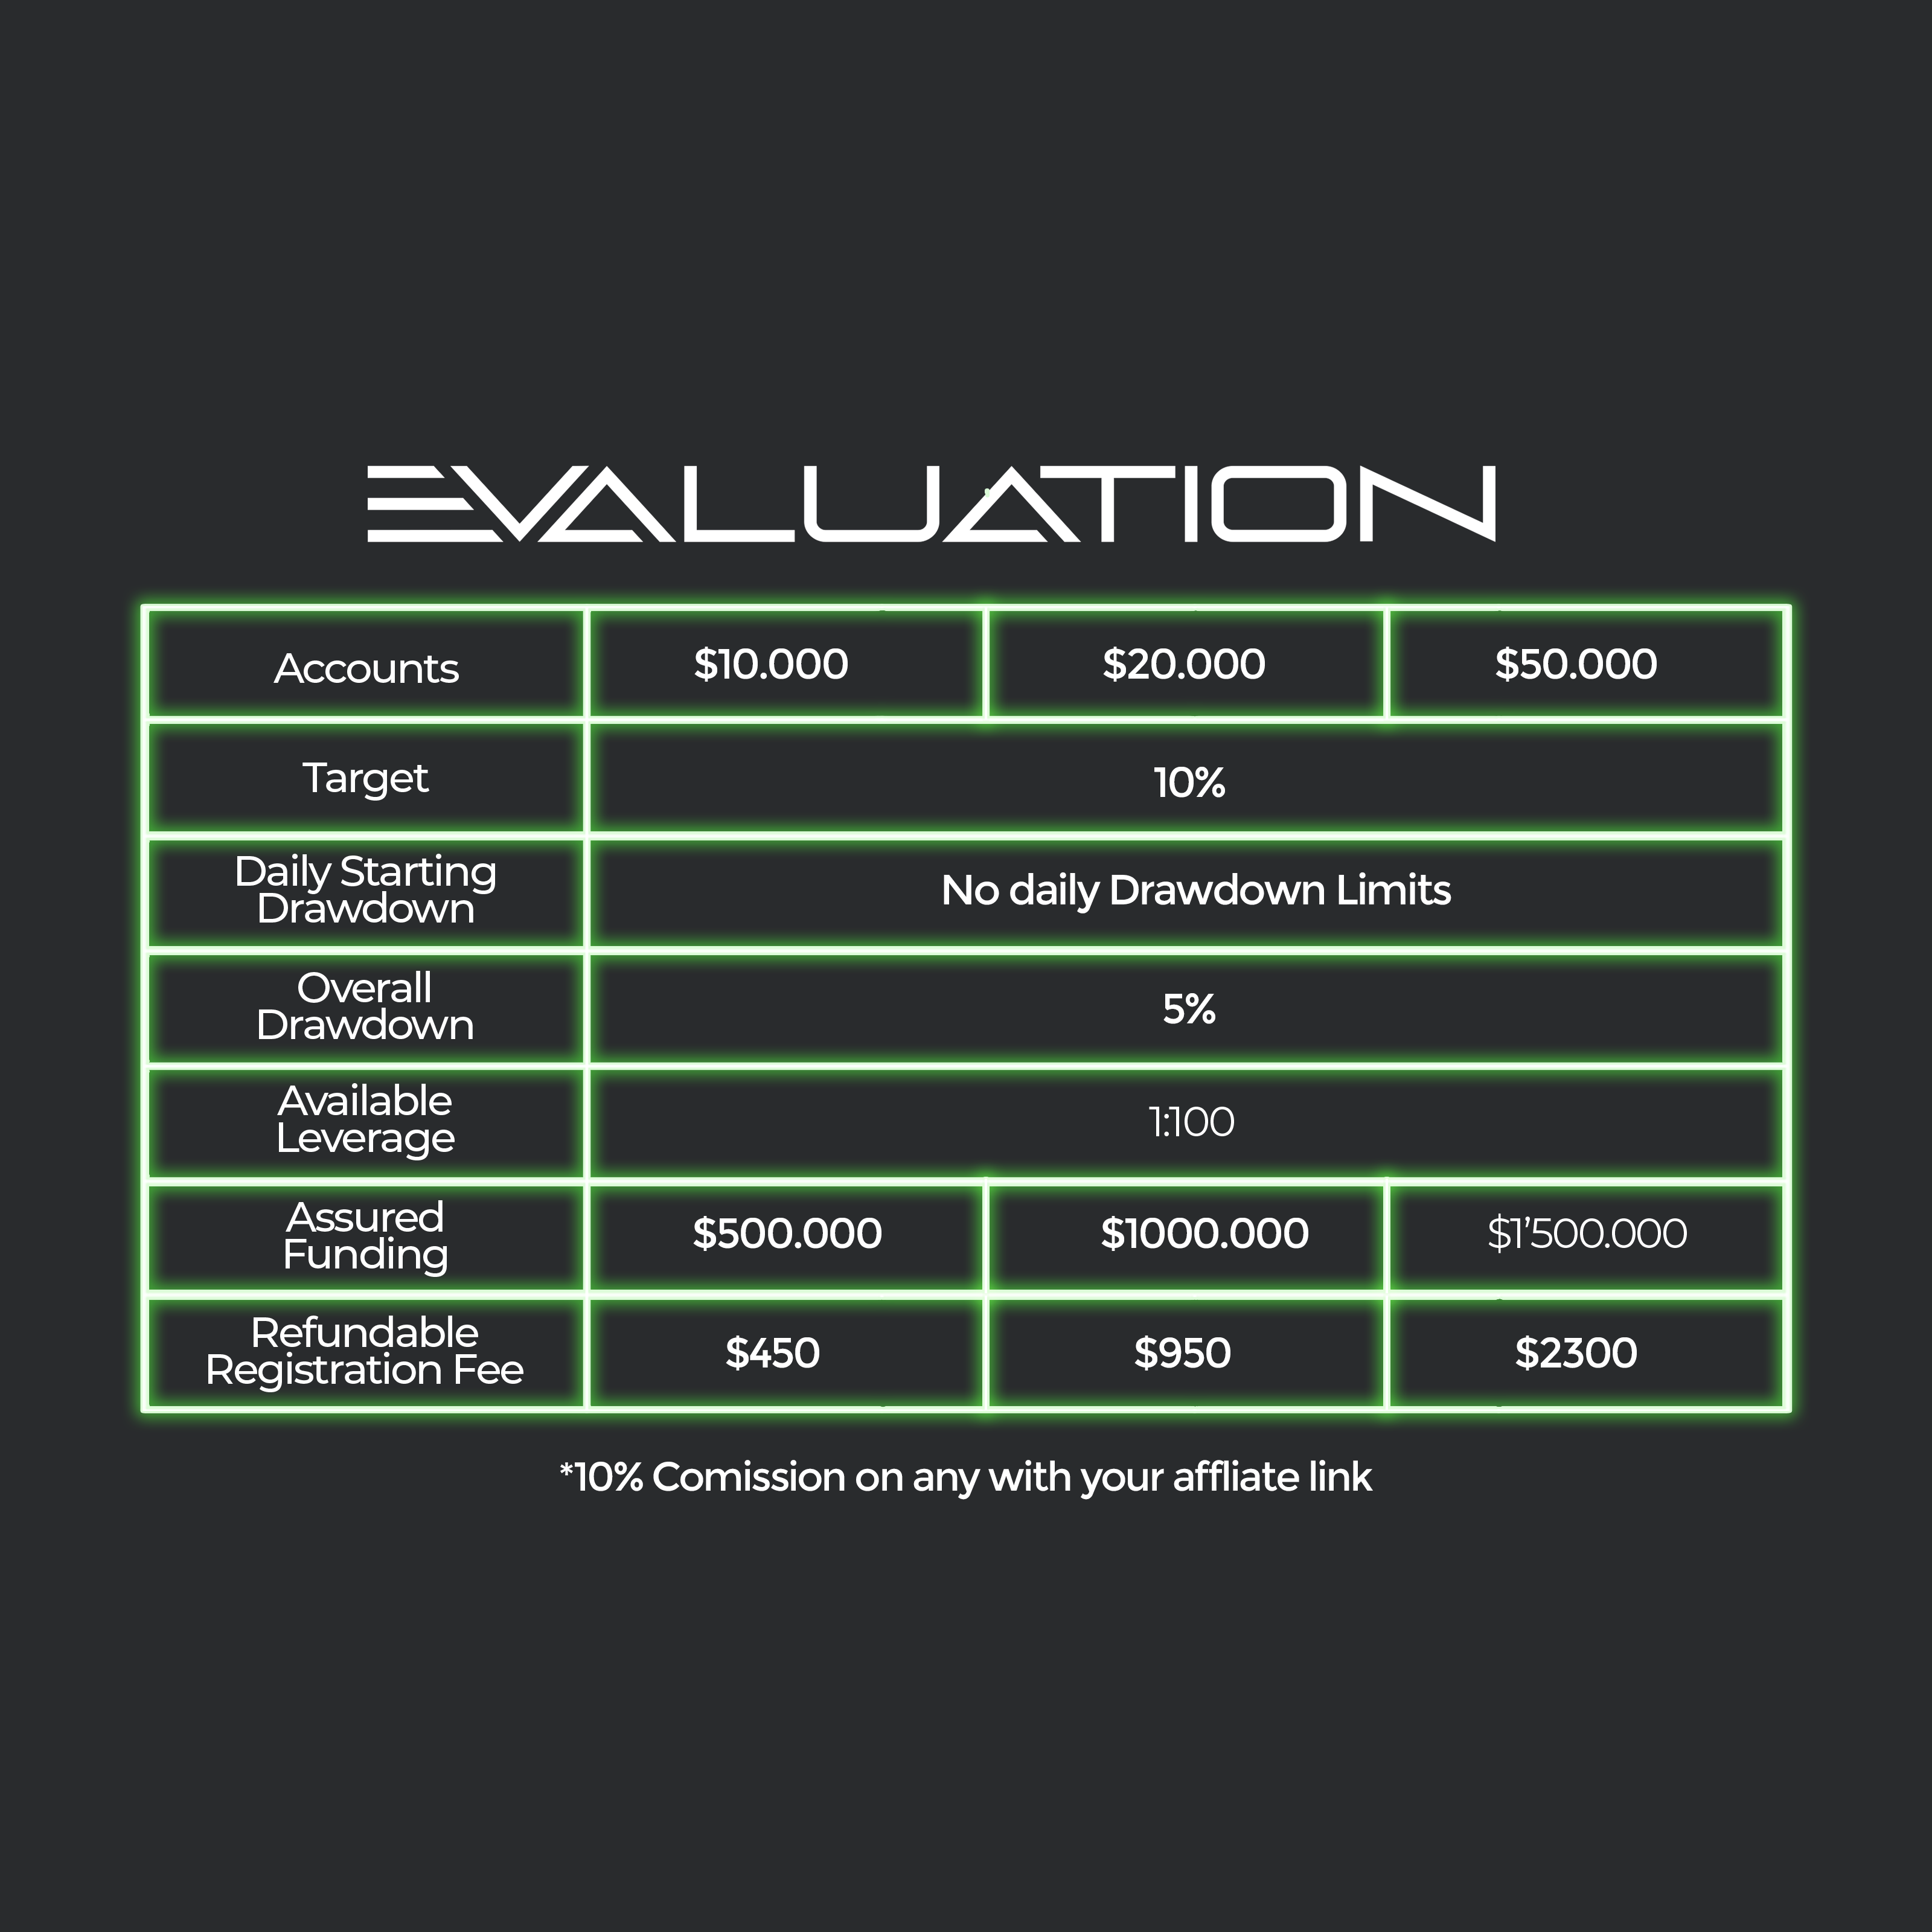 EVALUATION
Accounts $10.000 $20.000 $50.000
Target 10%
Daily Starting
Drawdown
No daily Drawdown Limits
Overall
Drawdown
5%
Available
Leverage
1:100
Assured
Funding
$500.000 $1000.000 $1'500.000
Refundable
Registration Fee
$450 $950 $2300
*10% Comission on any with your affliate link